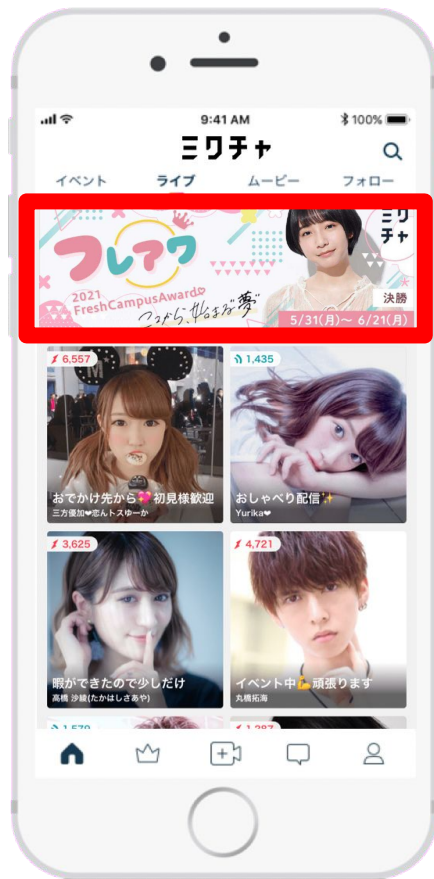 9:41 AM
100%
ミクチャ
イベント
ライブ
ムービー
フォロー
フレアワ
2021
FreshCampusAward
ここから、始まる"夢"
ミク
チャ
決勝
5/31(月)〜 6/21(月)
6,557
おでかけ先から💖初見様歓迎
三方優加❤恋んトスゆーか
1,435
おしゃべり配信✨
Yurika❤
3,625
暇ができたので少しだけ
高橋 沙綾(たかはしさあや)
4,721
イベント中💪頑張ります
丸橋拓海
1,579
1,287